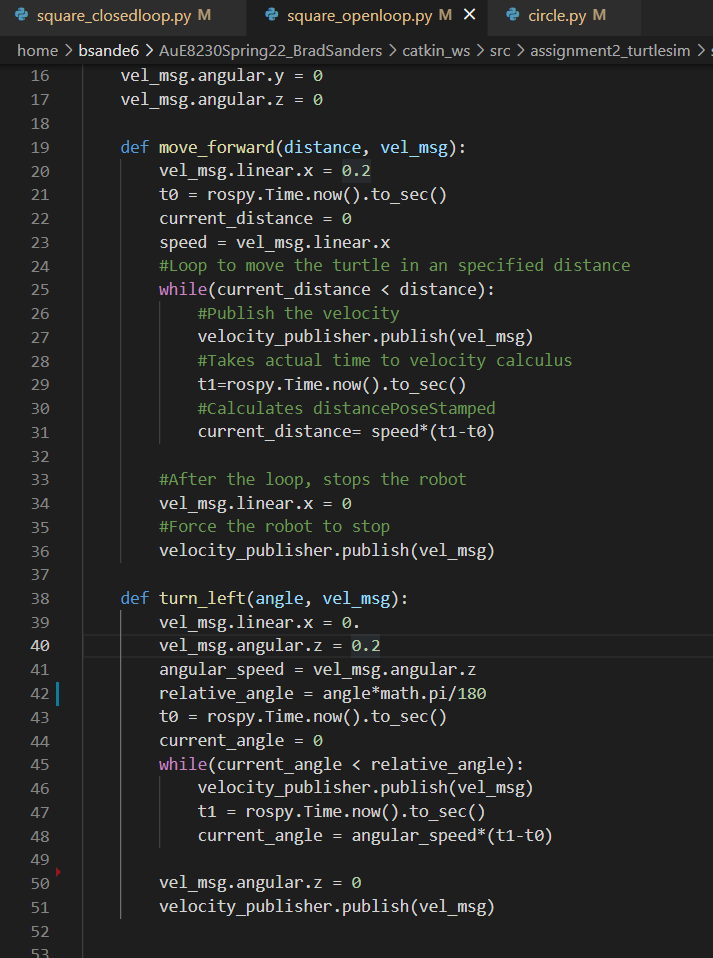 square_closedloop.py M square_openloop.py M × circle.py M
home > bsande6 > AuE8230Spring22_BradSanders > catkin_ws > src > assignment2_turtlesim >
16 vel_msg.angular.y = 0
17 vel_msg.angular.z = 0
18
19 def move_forward(distance, vel_msg):
20 vel_msg.linear.x = 0.2
21 t0 = rospy.Time.now().to_sec()
22 current_distance = 0
23 speed = vel_msg.linear.x
24 #Loop to move the turtle in an specified distance
25 while(current_distance < distance):
26 #Publish the velocity
27 velocity_publisher.publish(vel_msg)
28 #Takes actual time to velocity calculus
29 t1=rospy.Time.now().to_sec()
30 #Calculates distancePoseStamped
31 current_distance= speed*(t1-t0)
32
33 #After the loop, stops the robot
34 vel_msg.linear.x = 0
35 #Force the robot to stop
36 velocity_publisher.publish(vel_msg)
37
38 def turn_left(angle, vel_msg):
39 vel_msg.linear.x = 0.
40 vel_msg.angular.z = 0.2
41 angular_speed = vel_msg.angular.z
42 relative_angle = angle*math.pi/180
43 t0 = rospy.Time.now().to_sec()
44 current_angle = 0
45 while(current_angle < relative_angle):
46 velocity_publisher.publish(vel_msg)
47 t1 = rospy.Time.now().to_sec()
48 current_angle = angular_speed*(t1-t0)
49
50 vel_msg.angular.z = 0
51 velocity_publisher.publish(vel_msg)
52
53